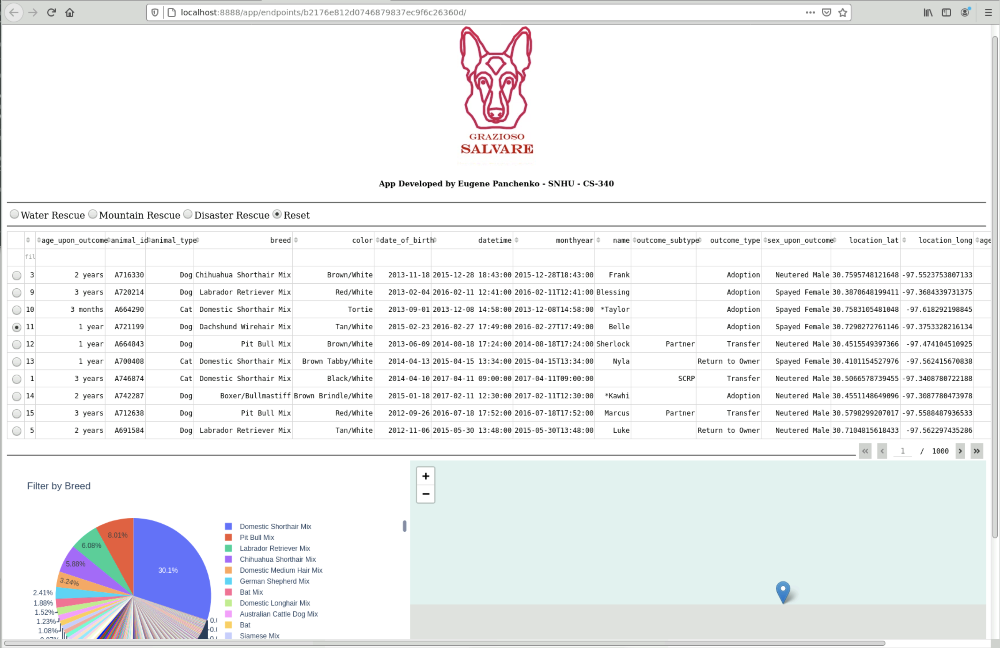 localhost:8888/app/endpoints/b2176e812d0746879837ec9f6c26360d/
GRAZIOSO
SALVARE
App Developed by Eugene Panchenko - SNHU - CS-340
Water Rescue Mountain Rescue Disaster Rescue Reset
age_upon_outcome animal_id animal_type breed color date_of_birth datetime monthyear name outcome_subtype outcome_type sex_upon_outcome location_lat location_long age
fil
3 2 years A716330 Dog Chihuahua Shorthair Mix Brown/White 2013-11-18 2015-12-28 18:43:00 2015-12-28T18:43:00 Frank Adoption Neutered Male 30.7595748121648 -97.5523753807133
9 3 years A720214 Dog Labrador Retriever Mix Red/White 2013-02-04 2016-02-11 12:41:00 2016-02-11T12:41:00 Blessing Adoption Spayed Female 30.3870648199411 -97.3684339731375
10 3 months A664290 Cat Domestic Shorthair Mix Tortie 2013-09-01 2013-12-08 14:58:00 2013-12-08T14:58:00 *Taylor Adoption Spayed Female 30.7583105481048 -97.618292198845
11 1 year A721199 Dog Dachshund Wirehair Mix Tan/White 2015-02-23 2016-02-27 17:49:00 2016-02-27T17:49:00 Belle Adoption Spayed Female 30.7290272761146 -97.3753328216134
12 1 year A664843 Dog Pit Bull Mix Brown/White 2013-06-09 2014-08-18 17:24:00 2014-08-18T17:24:00 Sherlock Partner Transfer Neutered Male 30.4515549397366 -97.474104510925
13 1 year A700408 Cat Domestic Shorthair Mix Brown Tabby/White 2014-04-13 2015-04-15 13:34:00 2015-04-15T13:34:00 Nyla Return to Owner Spayed Female 30.4101154527976 -97.562415670838
1 3 years A746874 Cat Domestic Shorthair Mix Black/White 2014-04-10 2017-04-11 09:00:00 2017-04-11T09:00:00 SCRP Transfer Neutered Male 30.5066578739455 -97.3408780722188
14 2 years A742287 Dog Boxer/Bullmastiff Brown Brindle/White 2015-01-18 2017-02-11 12:30:00 2017-02-11T12:30:00 *Kawhi Adoption Neutered Male 30.4551148649096 -97.3087780473978
15 3 years A712638 Dog Pit Bull Mix Red/White 2012-09-26 2016-07-18 17:52:00 2016-07-18T17:52:00 Marcus Partner Transfer Neutered Male 30.5798299207017 -97.5588487936533
5 2 years A691584 Dog Labrador Retriever Mix Tan/White 2012-11-06 2015-05-30 13:48:00 2015-05-30T13:48:00 Luke Return to Owner Neutered Male 30.7104815618433 -97.562297435286
« ‹ 1 / 1000 › »
Filter by Breed
+
−
8.01%
6.08%
5.88%
30.1%
3.24%
2.41%
1.88%
1.52%
1.23%
1.08%
Domestic Shorthair Mix
Pit Bull Mix
Labrador Retriever Mix
Chihuahua Shorthair Mix
Domestic Medium Hair Mix
German Shepherd Mix
Bat Mix
Domestic Longhair Mix
Australian Cattle Dog Mix
Bat
Siamese Mix